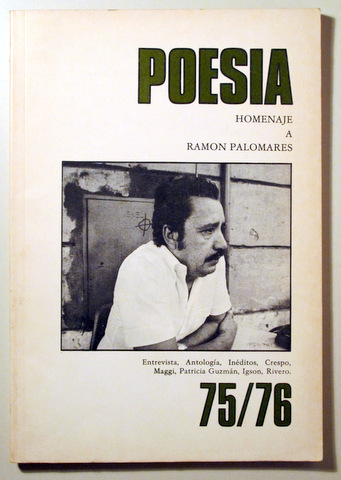 POESIA
HOMENAJE
A
RAMON PALOMARES
Entrevista, Antología, Inéditos, Crespo,
Maggi, Patricia Guzmán, Igson, Rivero.
75/76